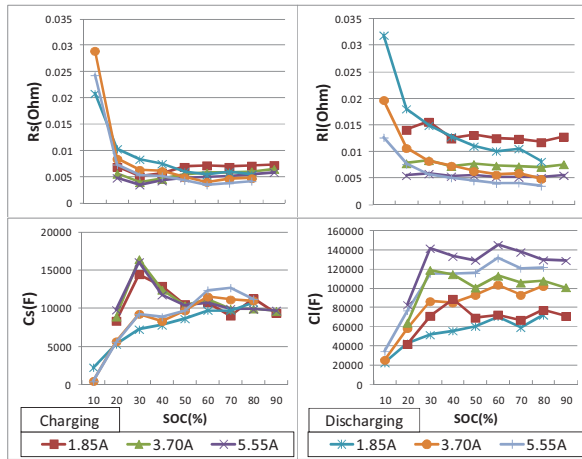 Rs(Ohm)
0.035
0.03
0.025
0.02
0.015
0.01
0.005
0
Rl(Ohm)
0.035
0.03
0.025
0.02
0.015
0.01
0.005
0
Cs(F)
20000
15000
10000
5000
0
10 20 30 40 50 60 70 80 90
Charging
SOC(%)
Cl(F)
160000
140000
120000
100000
80000
60000
40000
20000
0
10 20 30 40 50 60 70 80 90
Discharging
SOC(%)
1.85A 3.70A 5.55A
1.85A 3.70A 5.55A